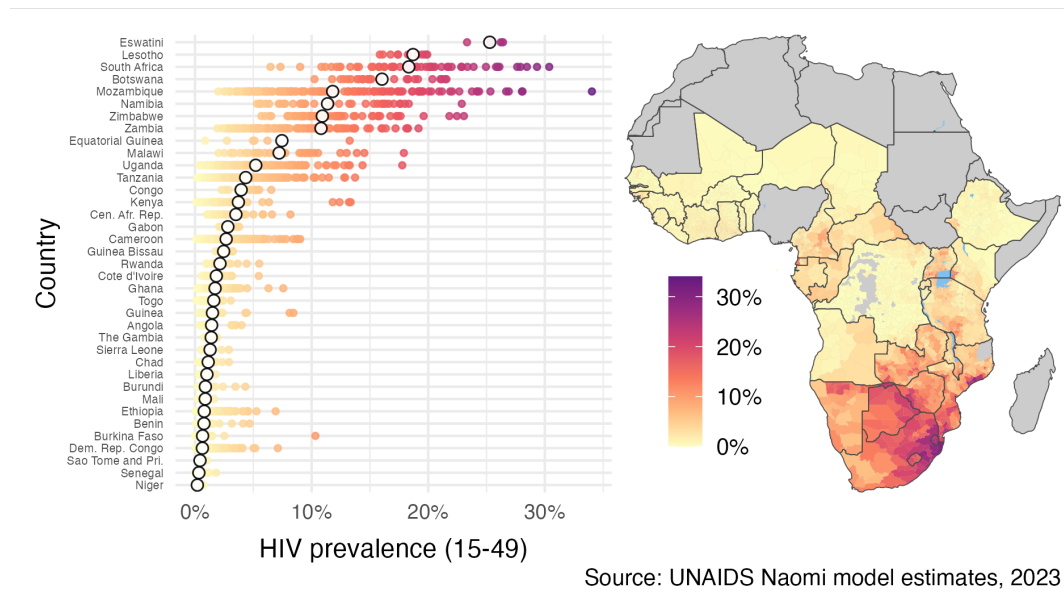 Country
Eswatini
Lesotho
South Africa
Botswana
Mozambique
Namibia
Zimbabwe
Zambia
Equatorial Guinea
Malawi
Uganda
Tanzania
Congo
Kenya
Cen. Afr. Rep.
Gabon
Cameroon
Guinea Bissau
Rwanda
Cote d'Ivoire
Ghana
Togo
Guinea
Angola
The Gambia
Sierra Leone
Chad
Liberia
Burundi
Mali
Ethiopia
Benin
Burkina Faso
Dem. Rep. Congo
Sao Tome and Pri.
Senegal
Niger
0% 10% 20% 30%
HIV prevalence (15-49)
30%
20%
10%
0%
Source: UNAIDS Naomi model estimates, 2023